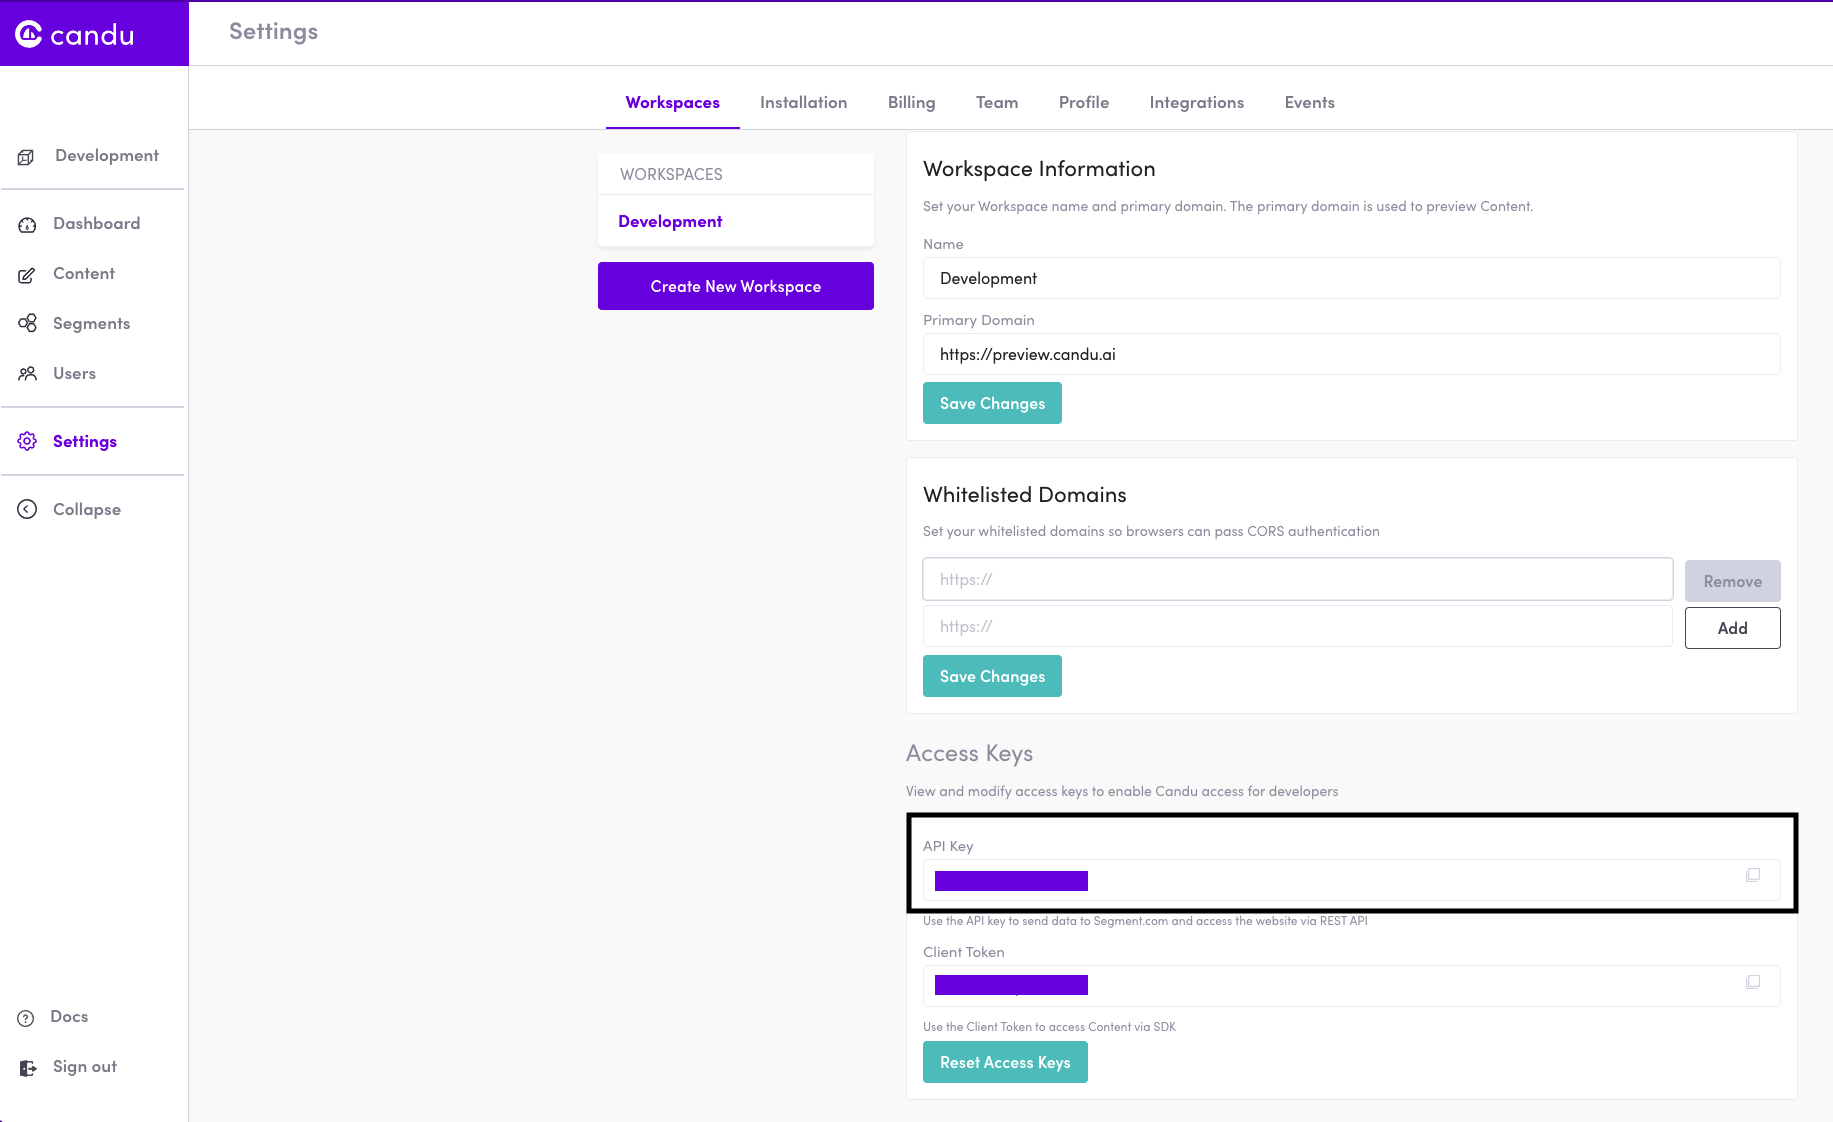 candu
Settings
Workspaces Installation Billing Team Profile Integrations Events
Development
Dashboard
Content
Segments
Users
Settings
Collapse
Docs
Sign out
WORKSPACES
Development
Create New Workspace
Workspace Information
Set your Workspace name and primary domain. The primary domain is used to preview Content.
Name
Development
Primary Domain
https://preview.candu.ai
Save Changes
Whitelisted Domains
Set your whitelisted domains so browsers can pass CORS authentication
https:// Remove
https:// Add
Save Changes
Access Keys
View and modify access keys to enable Candu access for developers
API Key
Use the API key to send data to Segment.com and access the website via REST API
Client Token
Use the Client Token to access Content via SDK
Reset Access Keys